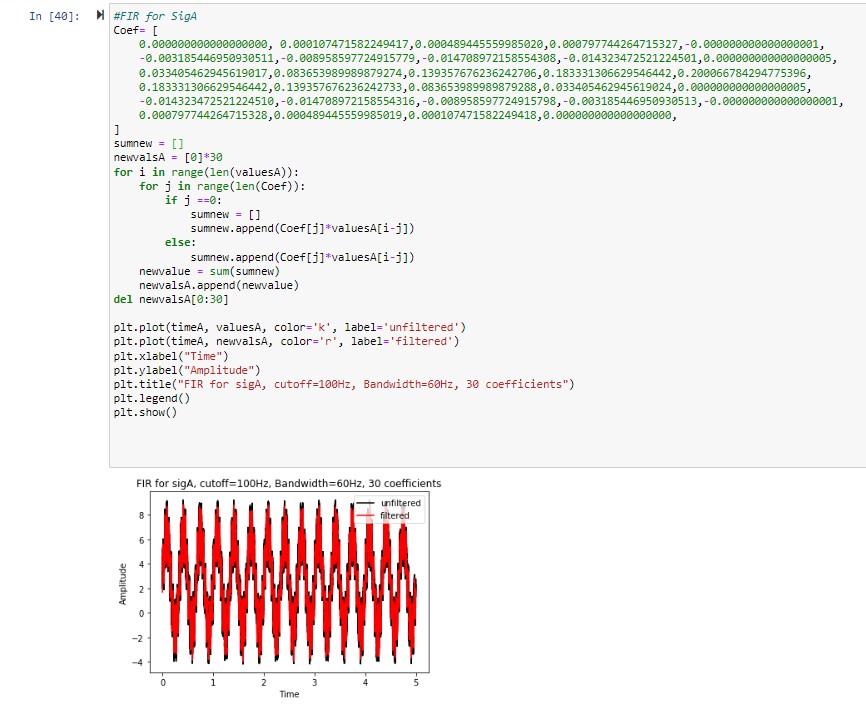 In [40]:
#FIR for SigA
Coef= [
    0.000000000000000000, 0.000107471582249417,0.000489445559985020,0.000797744264715327,-0.000000000000000001,
    -0.003185446950930511,-0.008958597724915779,-0.014708972158554308,-0.014323472521224501,0.000000000000000005,
    0.033405462945619017,0.083653989989879274,0.139357676236242706,0.183331306629546442,0.200066784294775396,
    0.183331306629546442,0.139357676236242733,0.083653989989879288,0.033405462945619024,0.000000000000000005,
    -0.014323472521224510,-0.014708972158554316,-0.008958597724915798,-0.003185446950930513,-0.000000000000000001,
    0.000797744264715328,0.000489445559985019,0.000107471582249418,0.000000000000000000,
]
sumnew = []
newvalsA = [0]*30
for i in range(len(valuesA)):
    for j in range(len(Coef)):
        if j ==0:
            sumnew = []
            sumnew.append(Coef[j]*valuesA[i-j])
        else:
            sumnew.append(Coef[j]*valuesA[i-j])
    newvalue = sum(sumnew)
    newvalsA.append(newvalue)
del newvalsA[0:30]
plt.plot(timeA, valuesA, color='k', label='unfiltered')
plt.plot(timeA, newvalsA, color='r', label='filtered')
plt.xlabel("Time")
plt.ylabel("Amplitude")
plt.title("FIR for sigA, cutoff=100Hz, Bandwidth=60Hz, 30 coefficients")
plt.legend()
plt.show()
FIR for sigA, cutoff=100Hz, Bandwidth=60Hz, 30 coefficients
unfiltered
filtered
8
6
4
2
0
−2
−4
Amplitude
0 1 2 3 4 5
Time